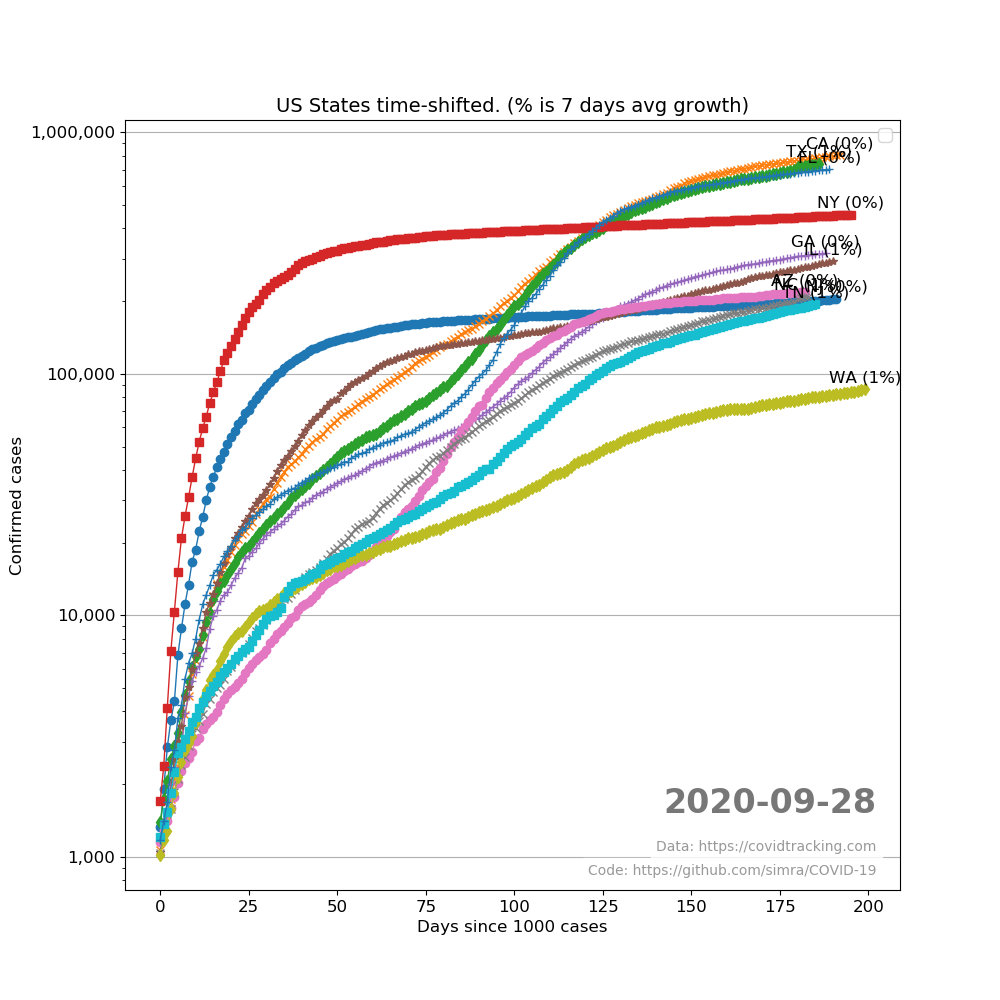 US States time-shifted. (% is 7 days avg growth)
1,000,000
CA (0%)
TX (1%)
FL (0%)
NY (0%)
GA (0%)
IL (1%)
AZ (0%)
TN (1%)
100,000
WA (1%)
Confirmed cases
10,000
2020-09-28
Data: https://covidtracking.com
1,000
Code: https://github.com/simra/COVID-19
0 25 50 75 100 125 150 175 200
Days since 1000 cases